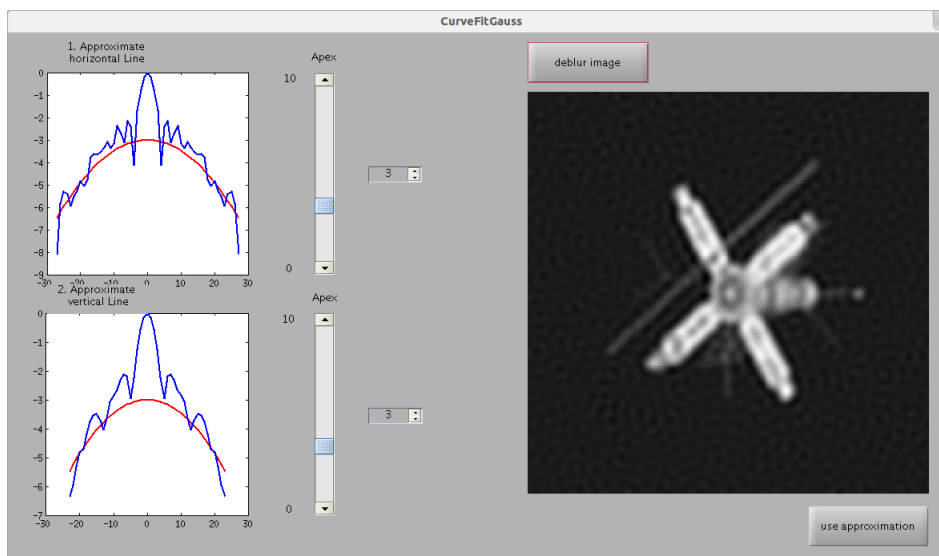 CurveFitGauss
1. Approximate
horizontal Line
0
-1
-2
-3
-4
-5
-6
-7
-8
-9
-30 -20 -10 0 10 20 30
Apex
10
0
3
2. Approximate
vertical Line
0
-1
-2
-3
-4
-5
-6
-7
-30 -20 -10 0 10 20 30
Apex
10
0
3
deblur image
use approximation